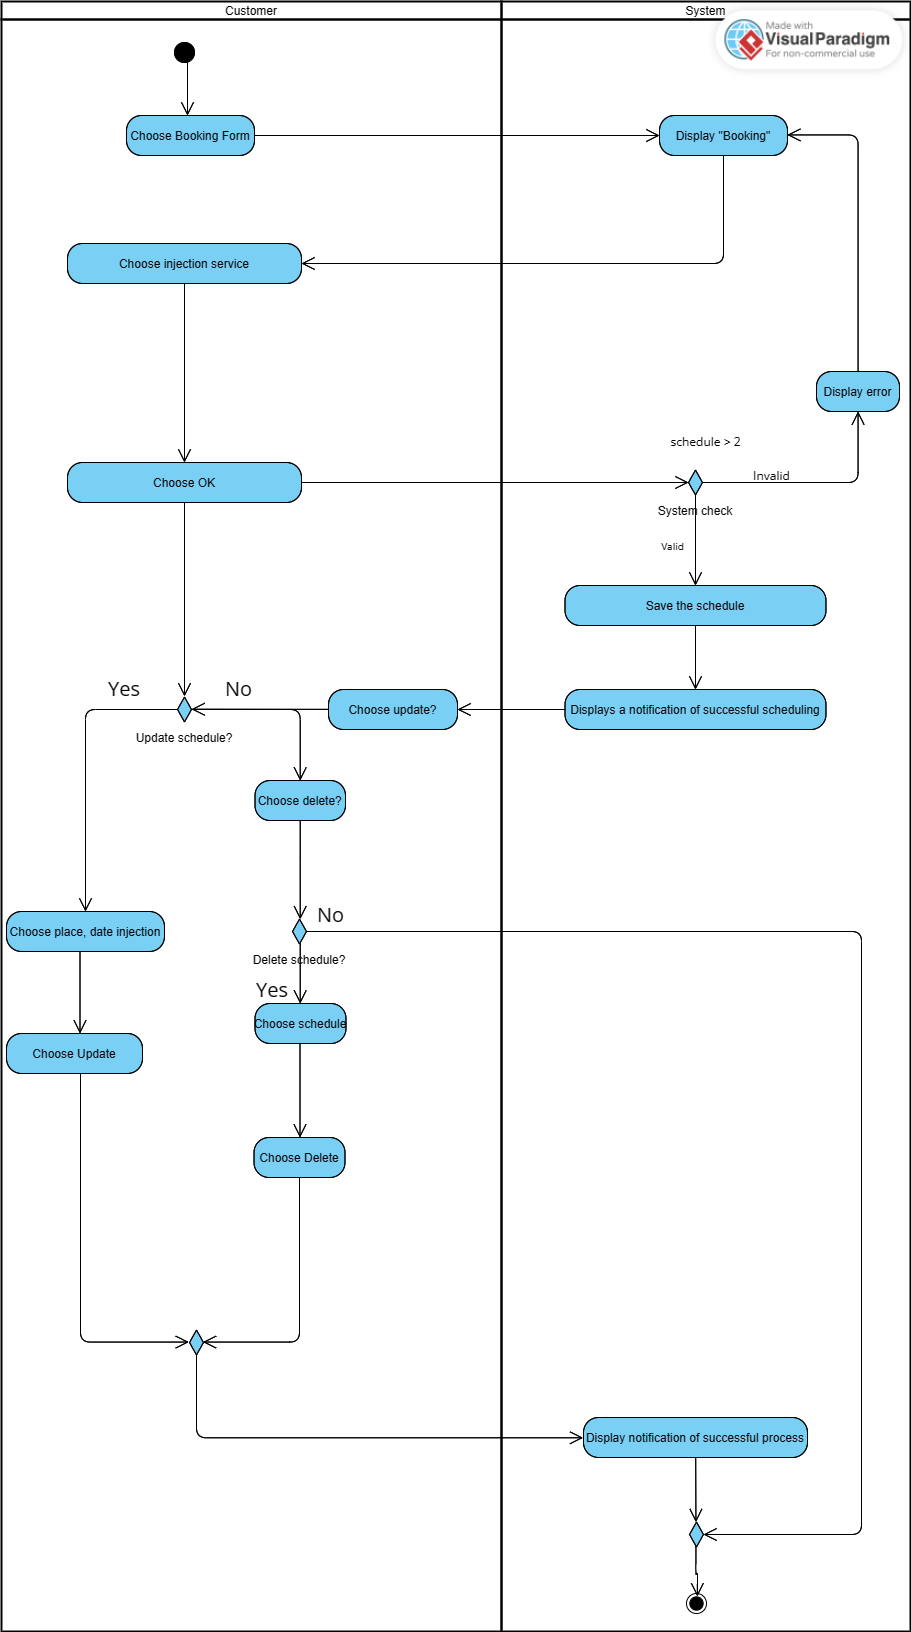 Customer
System
Made with
Visual Paradigm
For non-commercial use
Choose Booking Form
Display "Booking"
Choose injection service
Display error
schedule > 2
Choose OK
Invalid
System check
Valid
Save the schedule
Yes
No
Choose update?
Displays a notification of successful scheduling
Update schedule?
Choose delete?
No
Choose place, date injection
Delete schedule?
Yes
Choose schedule
Choose Update
Choose Delete
Display notification of successful process